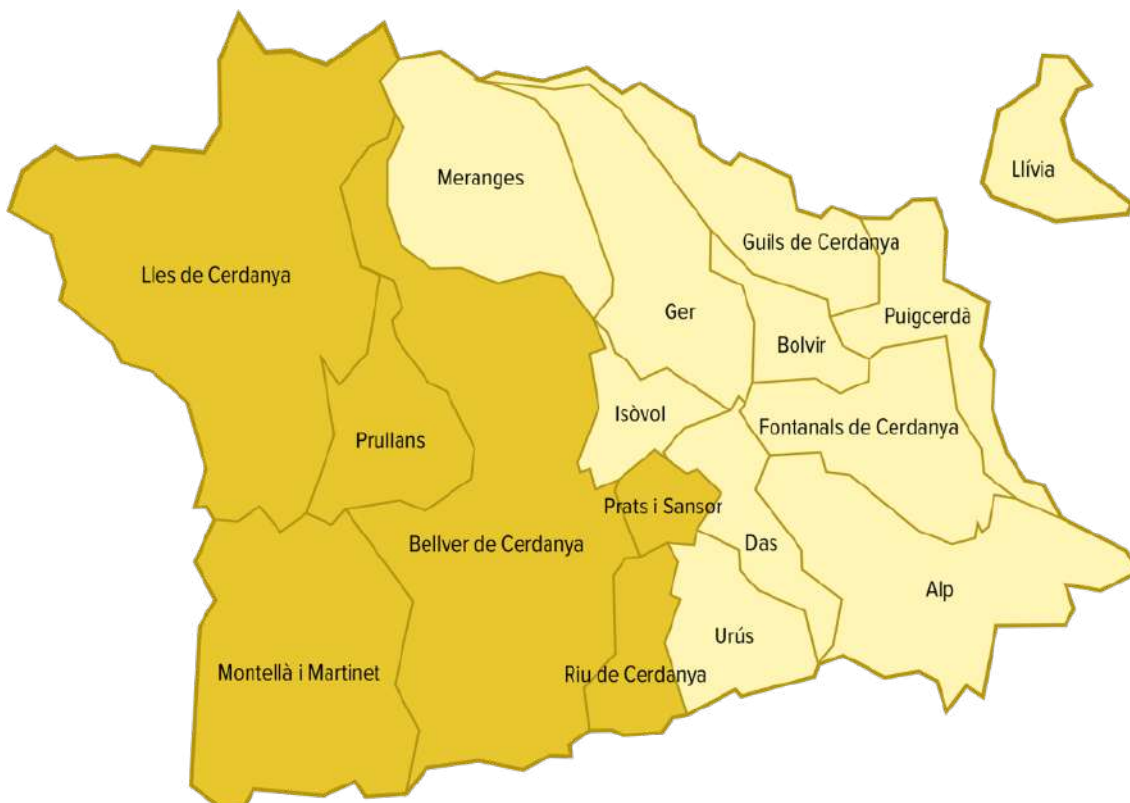 Llívia
Meranges
Guils de Cerdanya
Lles de Cerdanya
Ger
Puigcerdà
Bolvir
Isòvol
Fontanals de Cerdanya
Prullans
Prats i Sansor
Das
Bellver de Cerdanya
Alp
Urús
Montellà i Martinet
Riu de Cerdanya